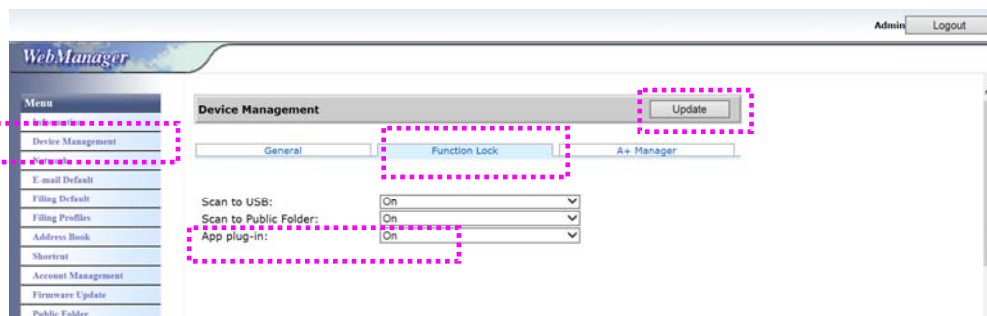 Admin Logout
WebManager
Menu
Information
Device Management
Network
E-mail Default
Filing Default
Filing Profiles
Address Book
Shortcut
Account Management
Firmware Update
Public Folder
Device Management Update
General Function Lock A+ Manager
Scan to USB: On
Scan to Public Folder: On
App plug-in: On